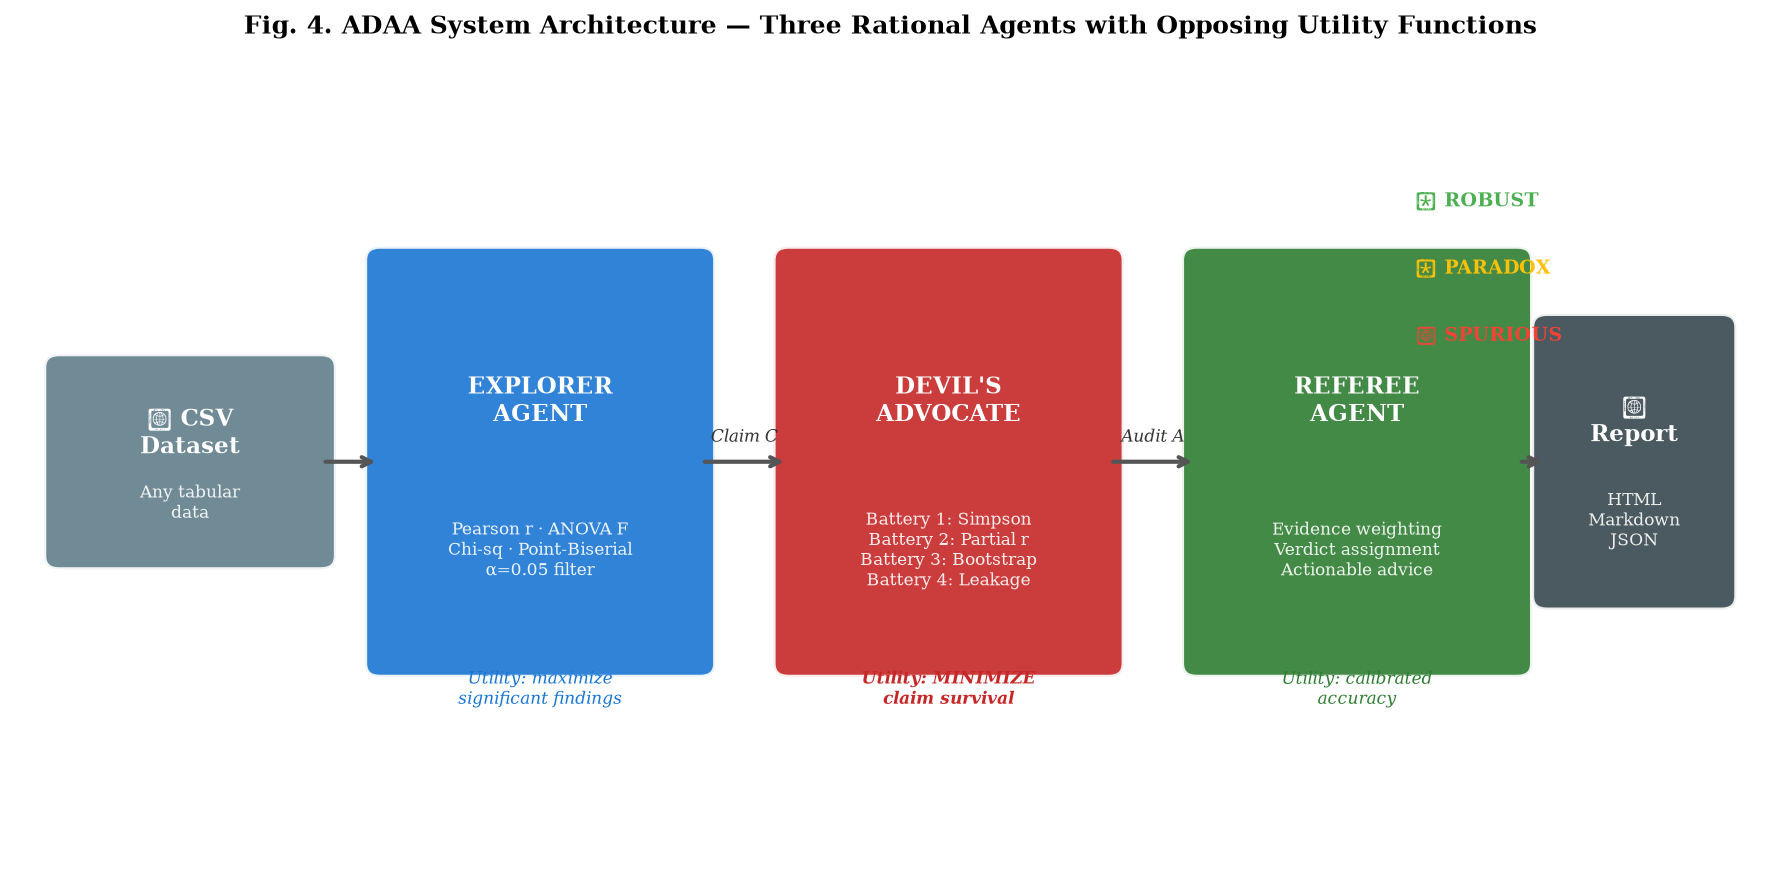 Fig. 4. ADAA System Architecture — Three Rational Agents with Opposing Utility Functions
CSV
Dataset
Any tabular
data
EXPLORER
AGENT
Pearson r · ANOVA F
Chi-sq · Point-Biserial
α=0.05 filter
Utility: maximize
significant findings
Claim C
DEVIL'S
ADVOCATE
Battery 1: Simpson
Battery 2: Partial r
Battery 3: Bootstrap
Battery 4: Leakage
Utility: MINIMIZE
claim survival
Audit A
ROBUST
PARADOX
SPURIOUS
REFEREE
AGENT
Evidence weighting
Verdict assignment
Actionable advice
Utility: calibrated
accuracy
Report
HTML
Markdown
JSON